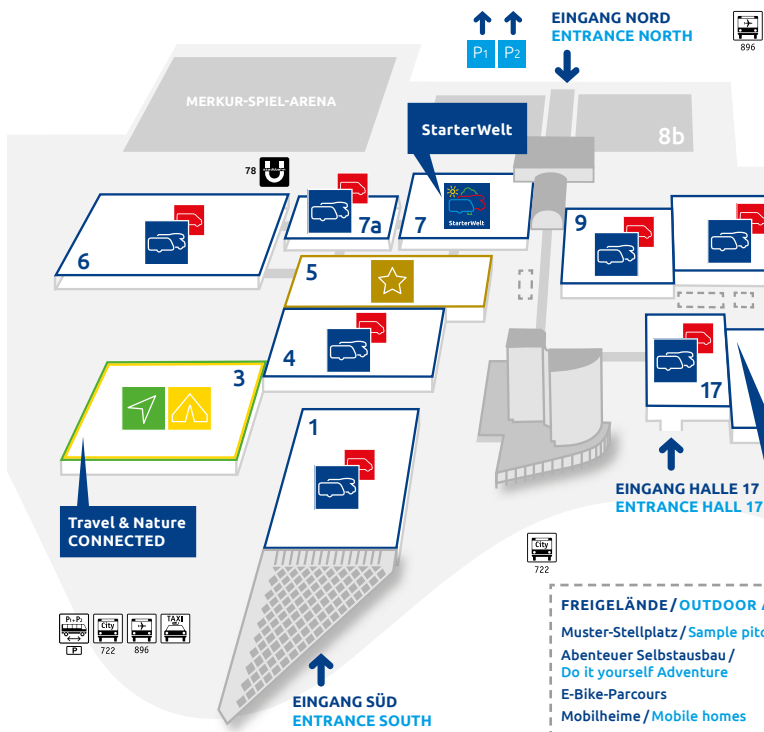 EINGANG NORD
ENTRANCE NORTH
P1 P2
896
MERKUR-SPIEL-ARENA
StarterWelt
8b
78
7a
7
StarterWelt
9
6
5
4
3
17
1
EINGANG HALLE 17
ENTRANCE HALL 17
Travel & Nature
CONNECTED
City
722
P1+P2
P
City
722
896
TAXI
EINGANG SÜD
ENTRANCE SOUTH
FREIGELÄNDE / OUTDOOR A
Muster-Stellplatz / Sample pitc
Abenteuer Selbstausbau /
Do it yourself Adventure
E-Bike-Parcours
Mobilheime / Mobile homes